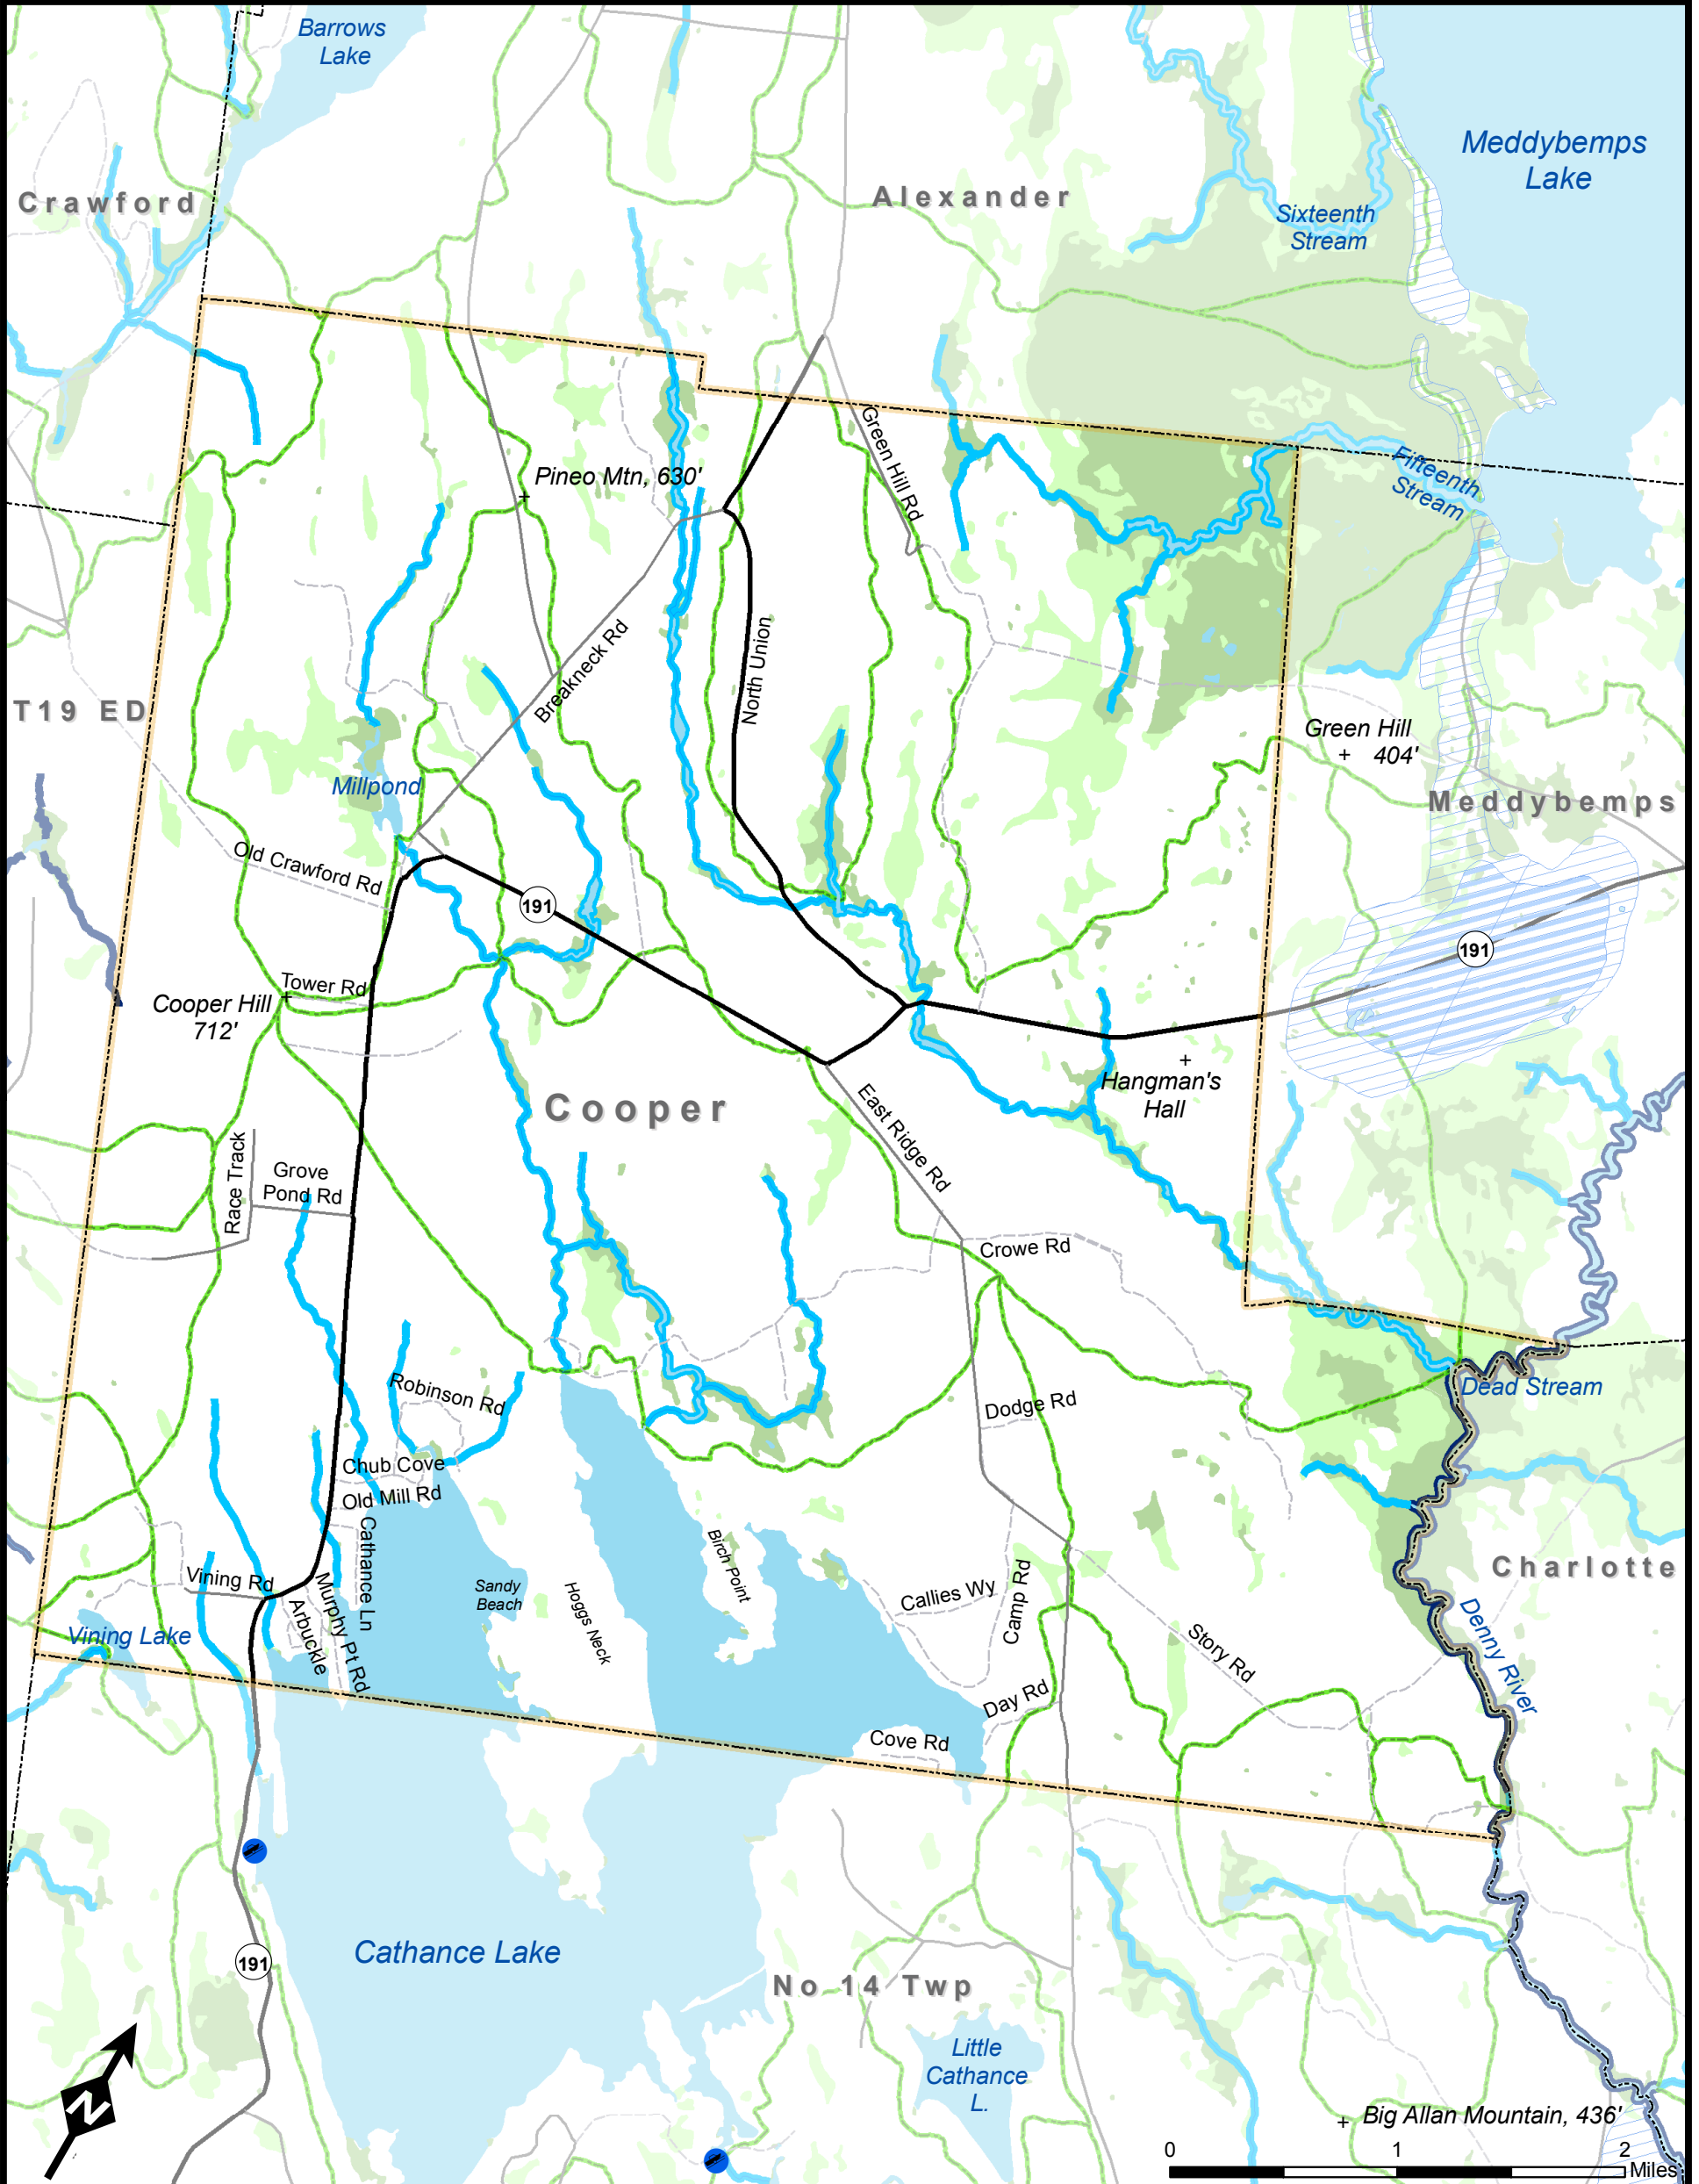 Barrows
Lake
Meddybemps
Lake
Crawford
Alexander
Sixteenth
Stream
Green Hill Rd
Pineo Mtn, 630'
Fifteenth
Stream
Breakneck Rd
North Union
T19 ED
Green Hill
+ 404'
Millpond
Meddybemps
Old Crawford Rd
191
191
Tower Rd
Cooper Hill
712'
Hangman's
Hall
Cooper
East Ridge Rd
Race Track
Grove
Pond Rd
Crowe Rd
Robinson Rd
Dodge Rd
Dead Stream
Chub Cove
Old Mill Rd
Cathance Ln
Birch Point
Vining Rd
Murphy Pt Rd
Arbuckle
Sandy
Beach
Hoggs Neck
Callies Wy
Camp Rd
Charlotte
Vining Lake
Story Rd
Denny River
Day Rd
Cove Rd
Cathance Lake
191
No 14 Twp
Little
Cathance
L.
N
+ Big Allan Mountain, 436'
0 1 2
Miles